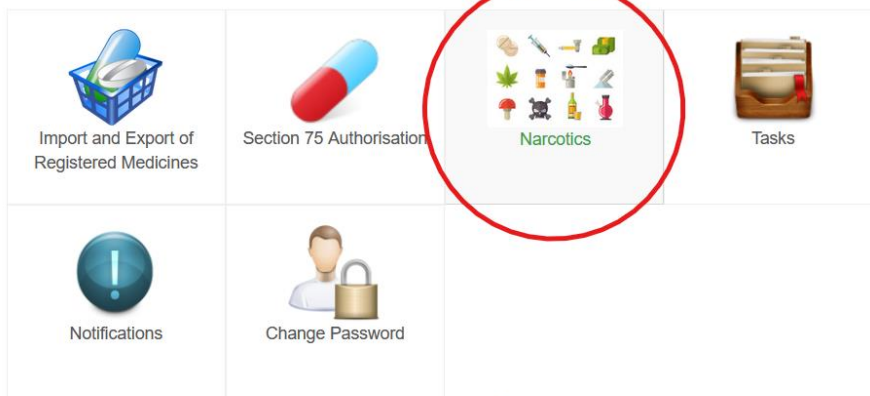 Import and Export of
Registered Medicines
Section 75 Authorisation
Narcotics
Tasks
Notifications
Change Password